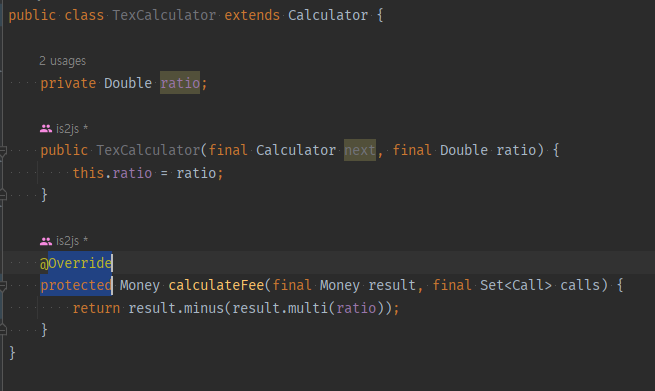 public class TexCalculator extends Calculator {
2 usages
private Double ratio;
is2js *
public TexCalculator(final Calculator next, final Double ratio) {
this.ratio = ratio;
}
is2js *
@Override
protected Money calculateFee(final Money result, final Set<Call> calls) {
return result.minus(result.multi(ratio));
}
}